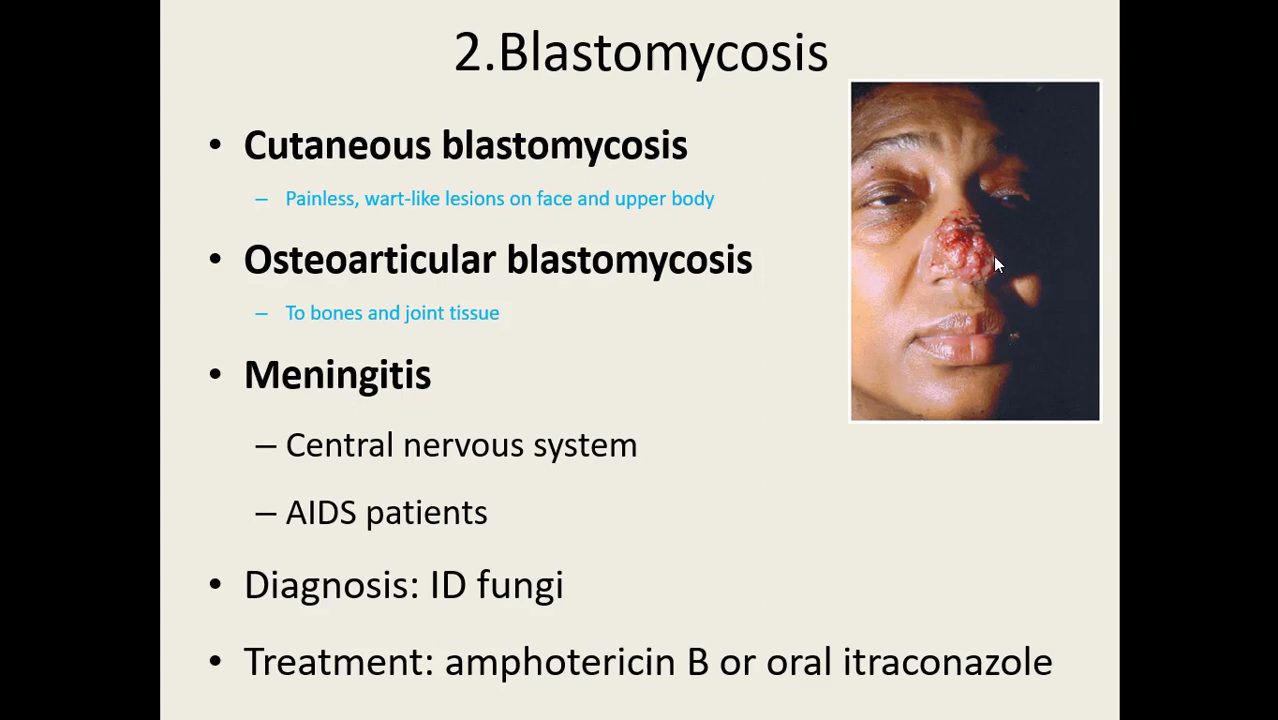 2.Blastomycosis
• Cutaneous blastomycosis
– Painless, wart-like lesions on face and upper body
• Osteoarticular blastomycosis
– To bones and joint tissue
• Meningitis
– Central nervous system
– AIDS patients
• Diagnosis: ID fungi
• Treatment: amphotericin B or oral itraconazole